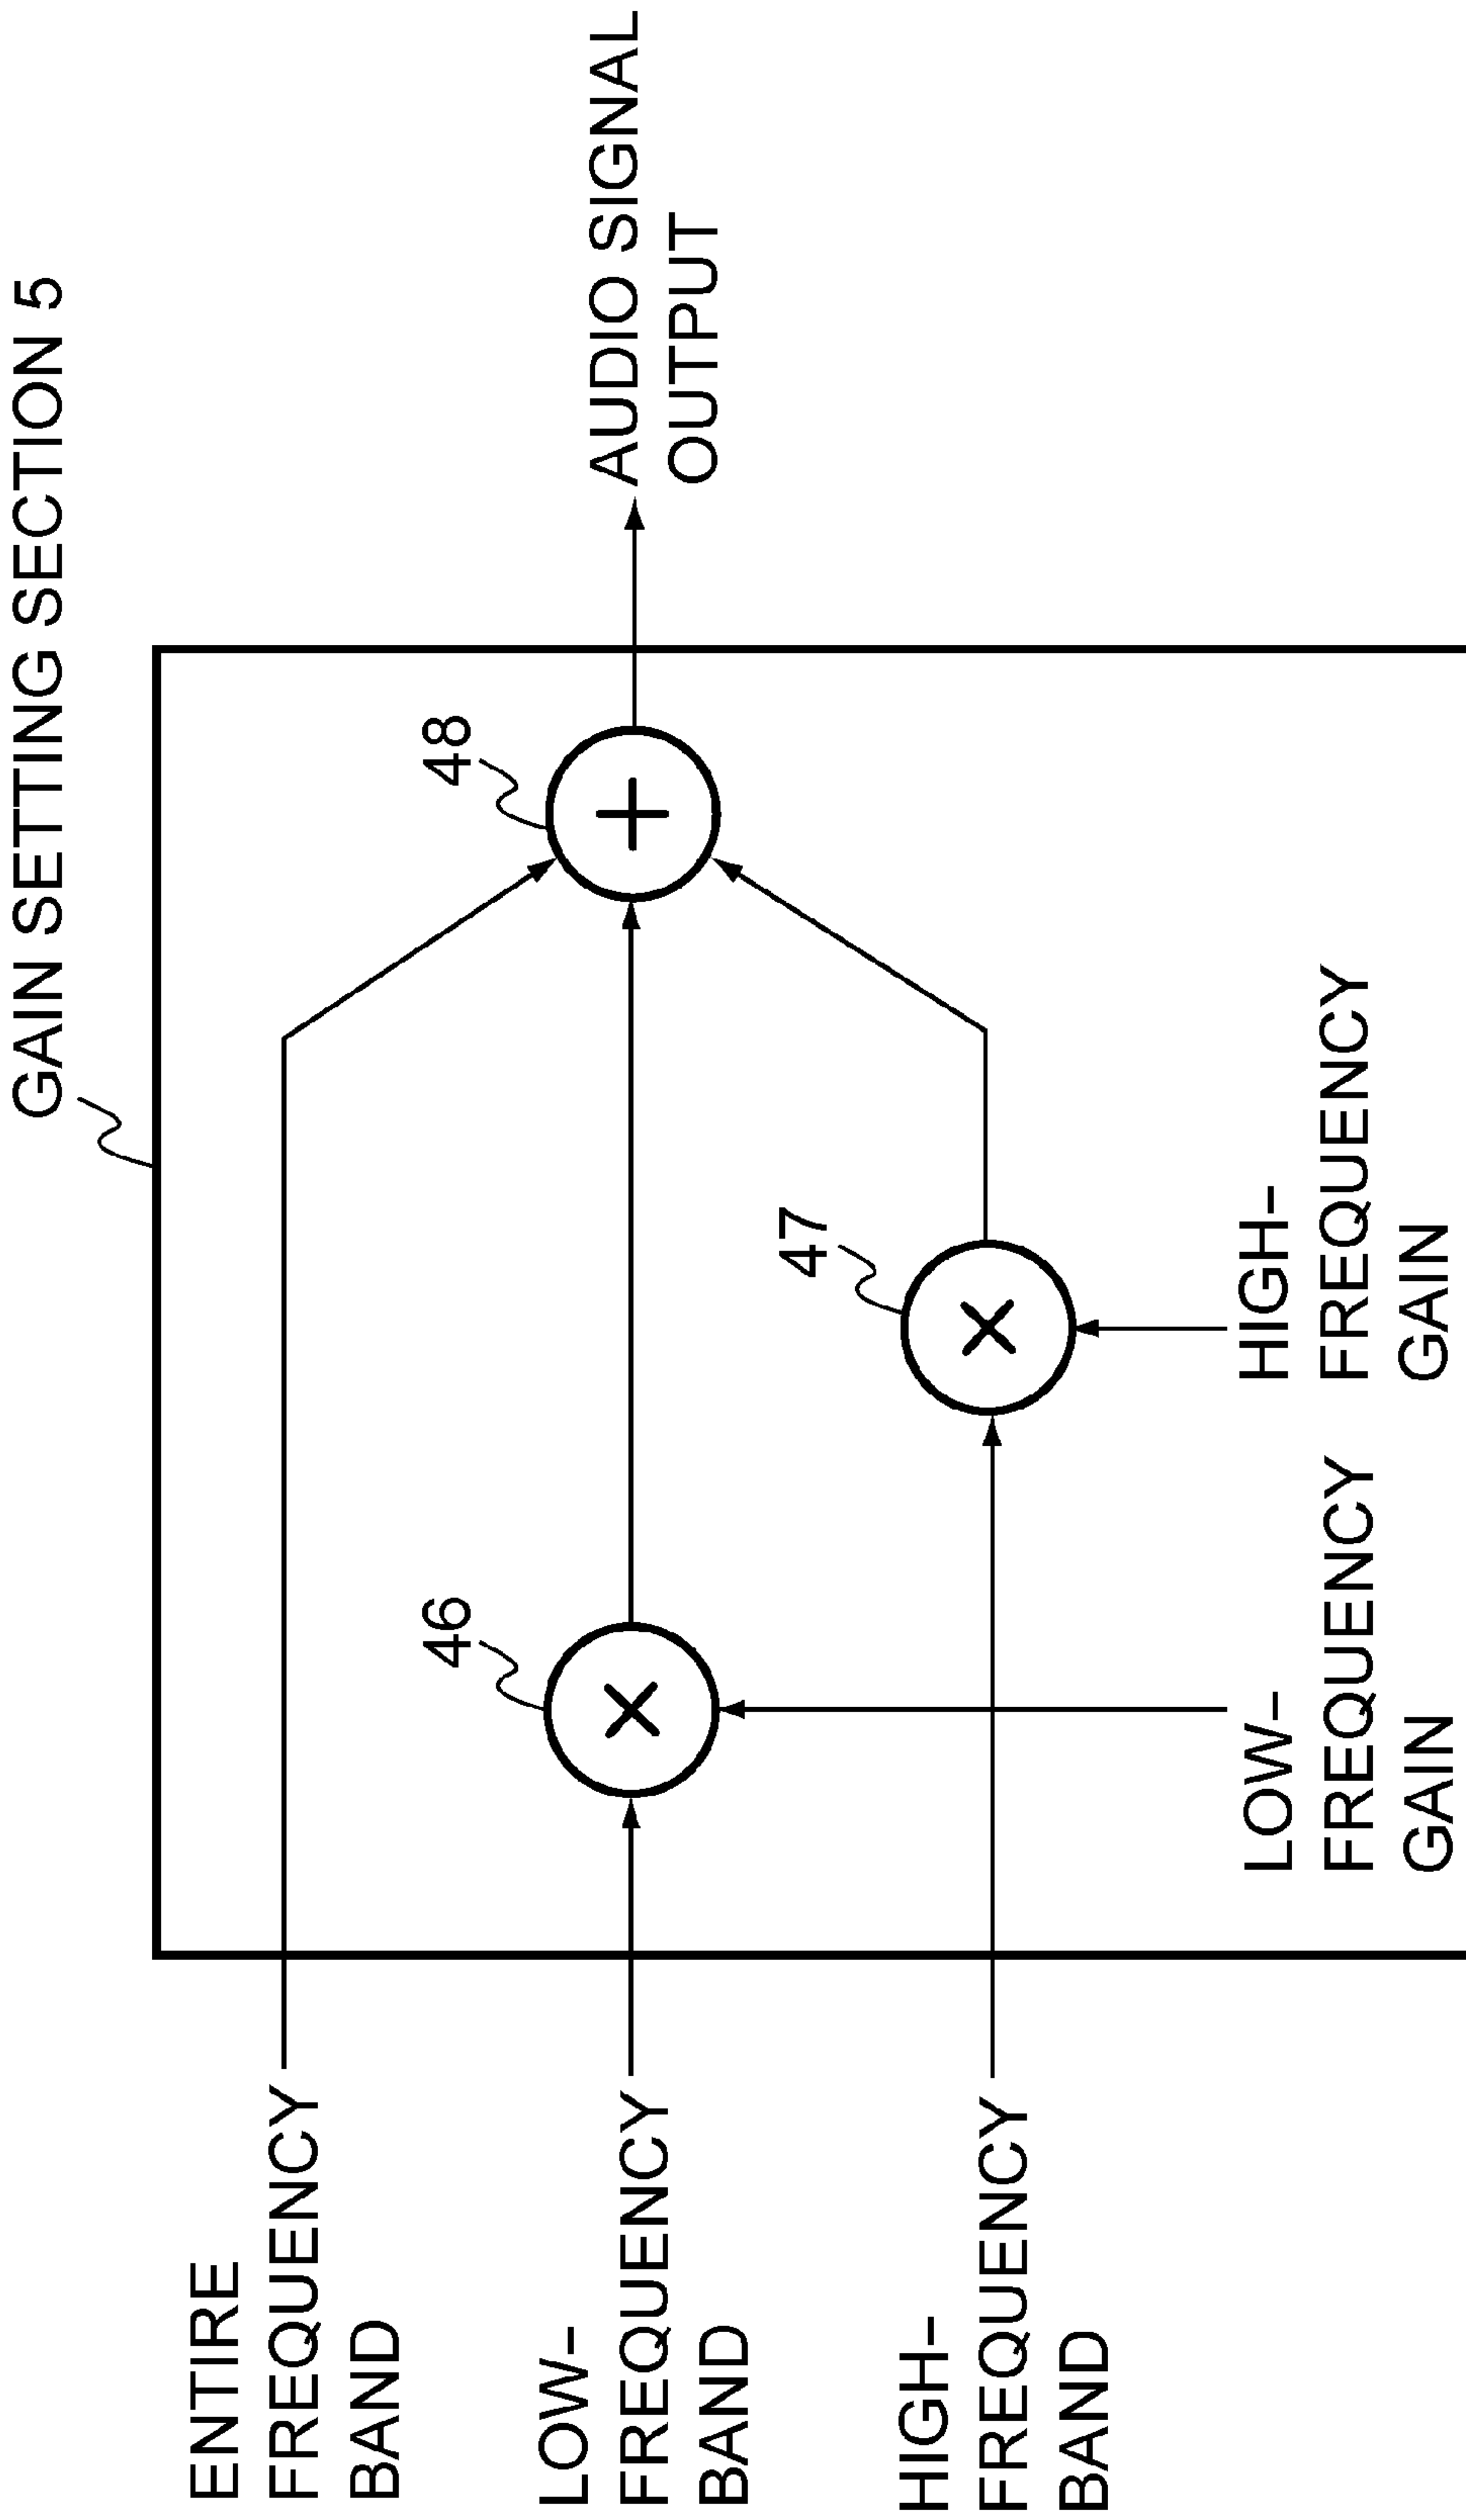 GAIN SETTING SECTION 5
ENTIRE
FREQUENCY
BAND
48
46
AUDIO SIGNAL
OUTPUT
LOW–
FREQUENCY
BAND
47
HIGH–
FREQUENCY
BAND
LOW–
FREQUENCY
GAIN
HIGH–
FREQUENCY
GAIN